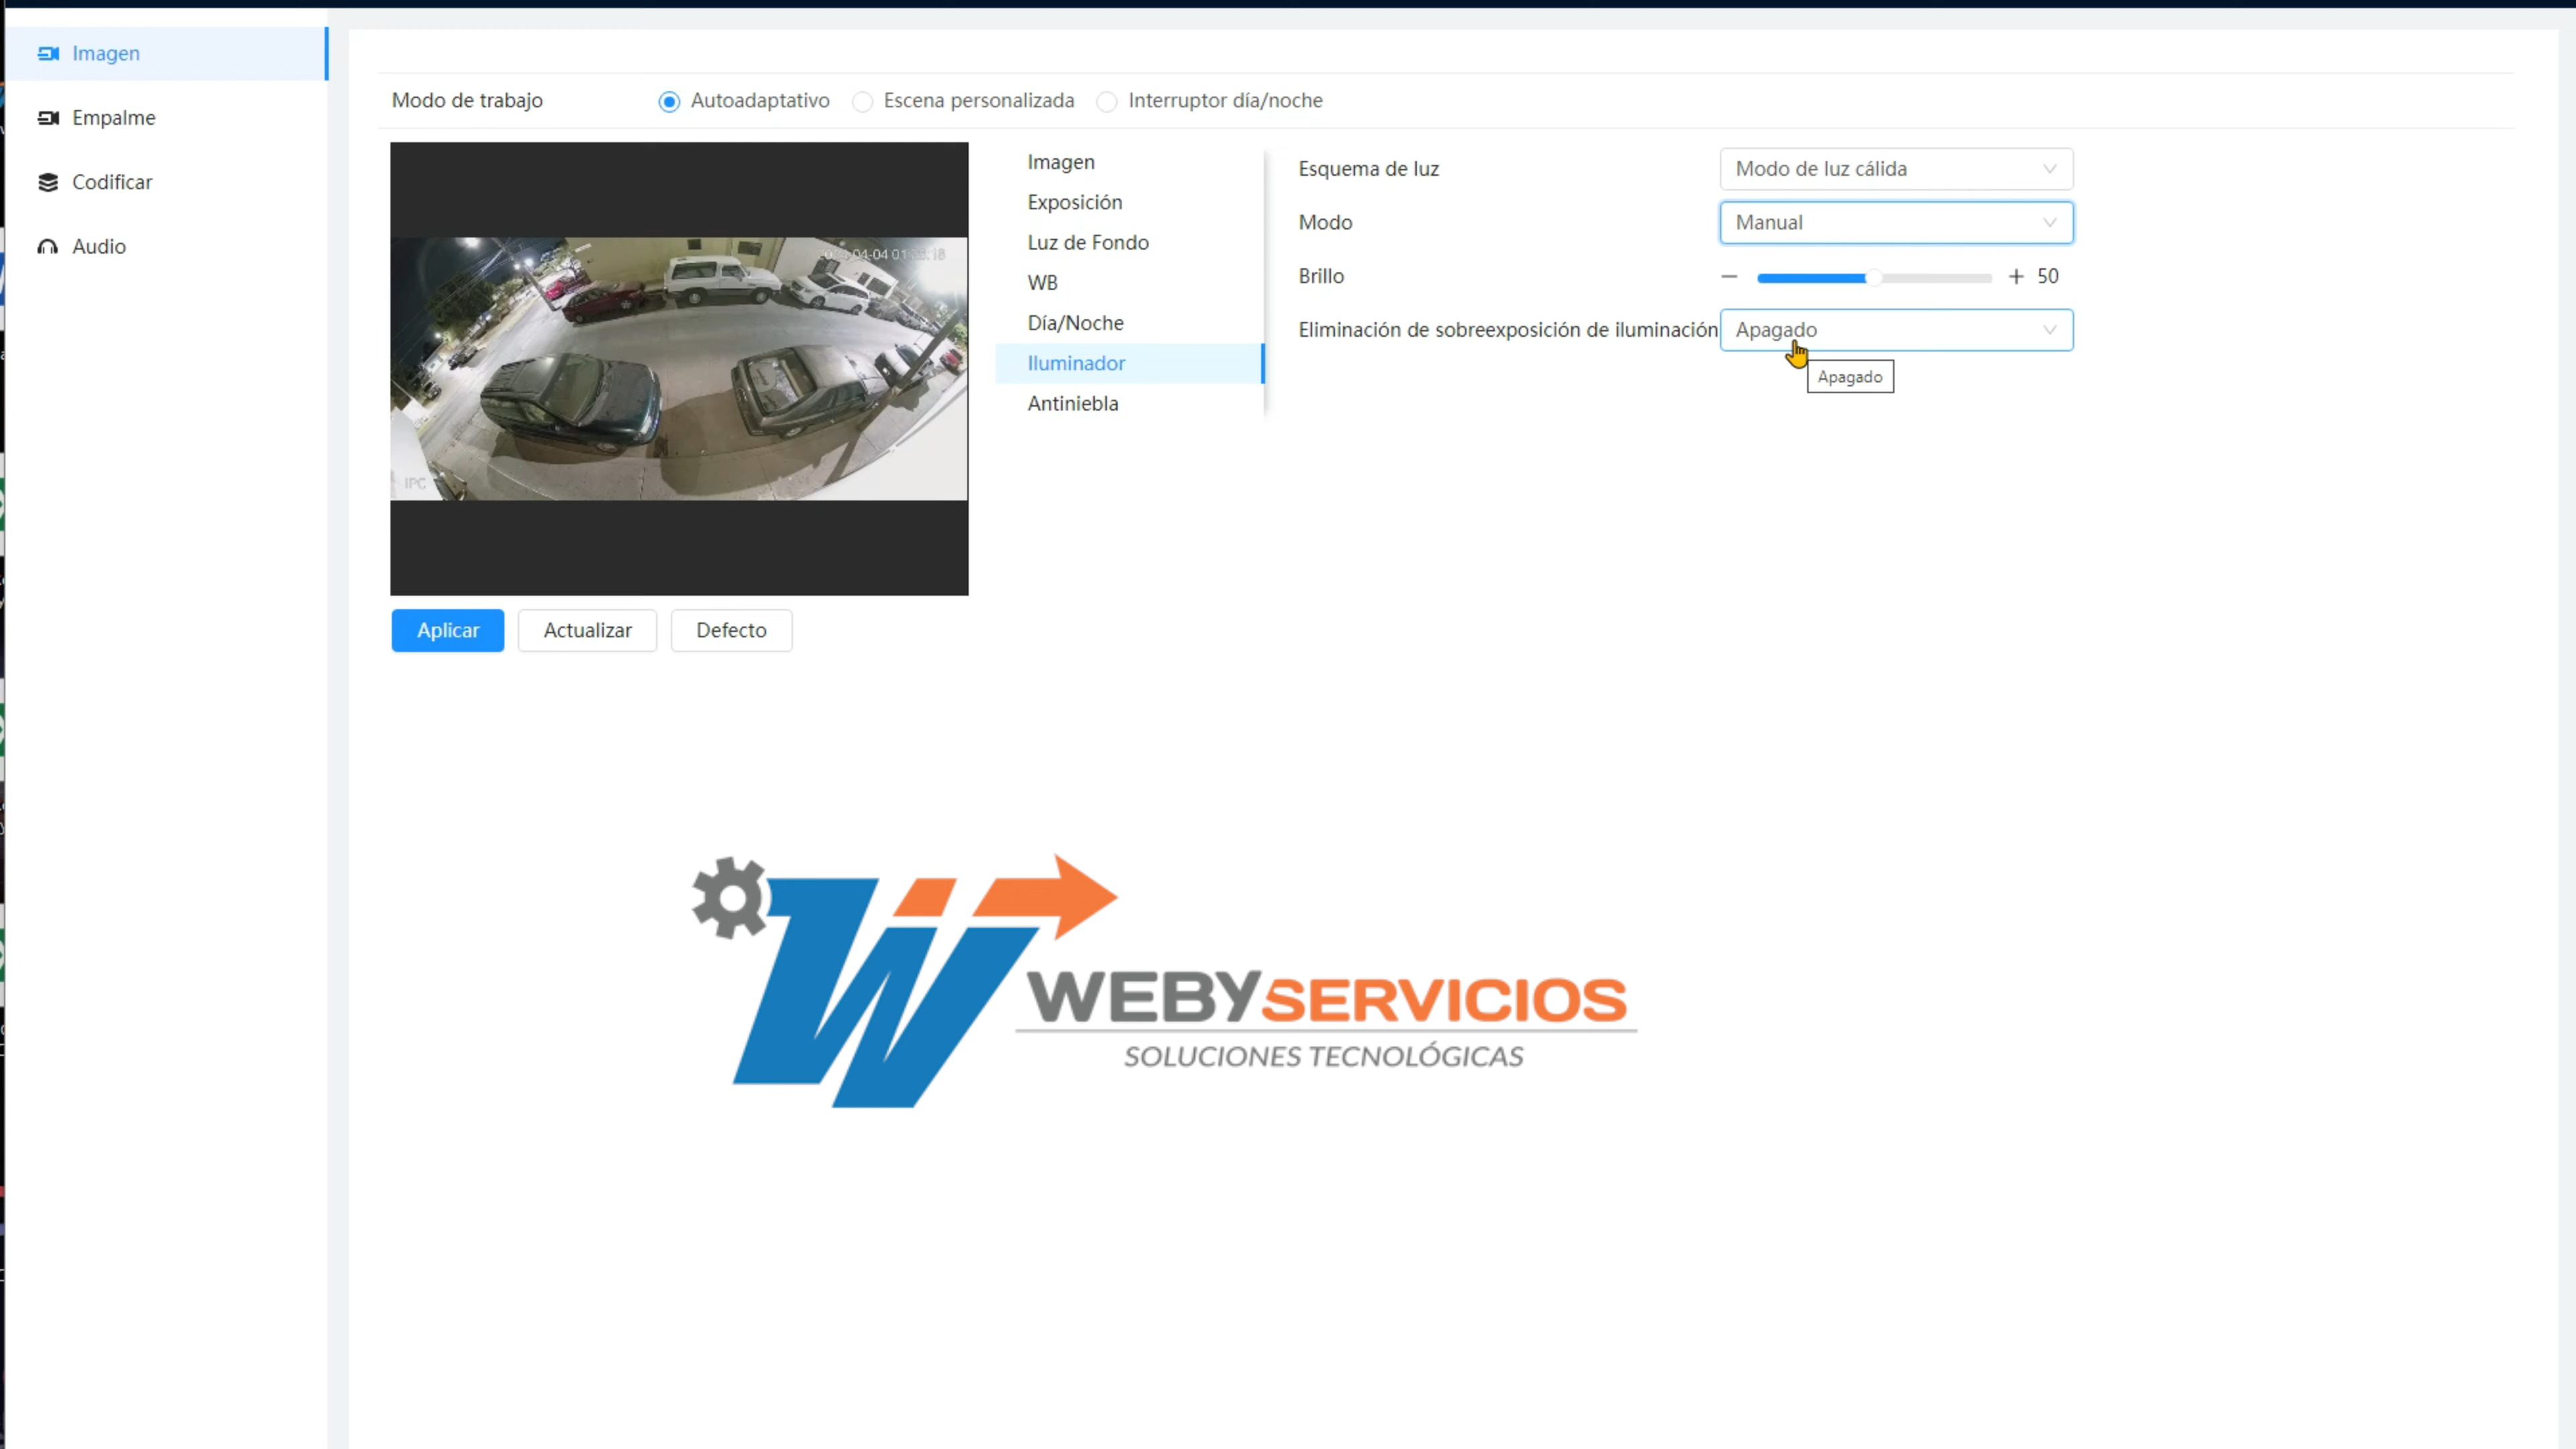 Imagen
Empalme
Codificar
Audio
Modo de trabajo
Autoadaptativo
Escena personalizada
Interruptor día/noche
IPC
Imagen
Exposición
Luz de Fondo
WB
Día/Noche
Iluminador
Antiniebla
Esquema de luz
Modo de luz cálida
Modo
Manual
Brillo
50
Eliminación de sobreexposición de iluminación
Apagado
Apagado
Aplicar
Actualizar
Defecto
WEBYSERVICIOS
SOLUCIONES TECNOLÓGICAS